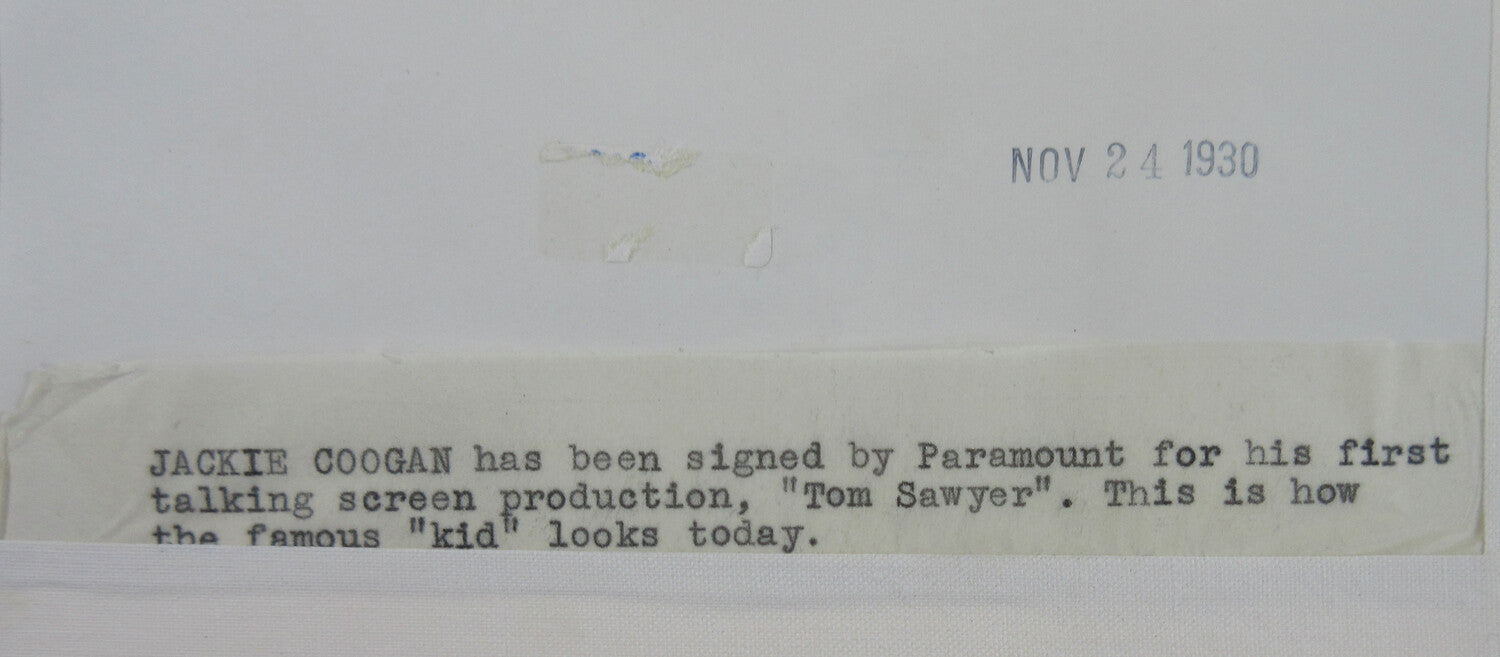 NOV 24 1930
JACKIE COOGAN has been signed by Paramount for his first
talking screen production, "Tom Sawyer". This is how
the famous "kid" looks today.